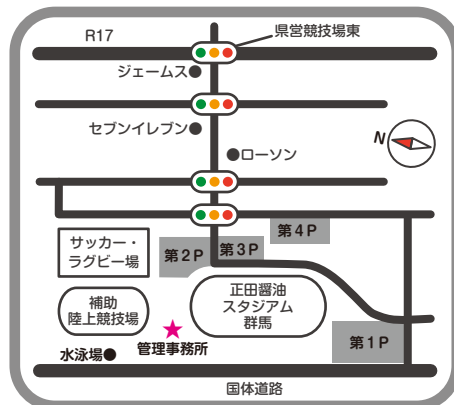 県営競技場東
R17
ジェームス
セブンイレブン
ローソン
N
第4P
サッカー・
ラグビー場
第2P
第3P
正田醤油
スタジアム
群馬
補助
陸上競技場
管理事務所
水泳場
第1P
国体道路